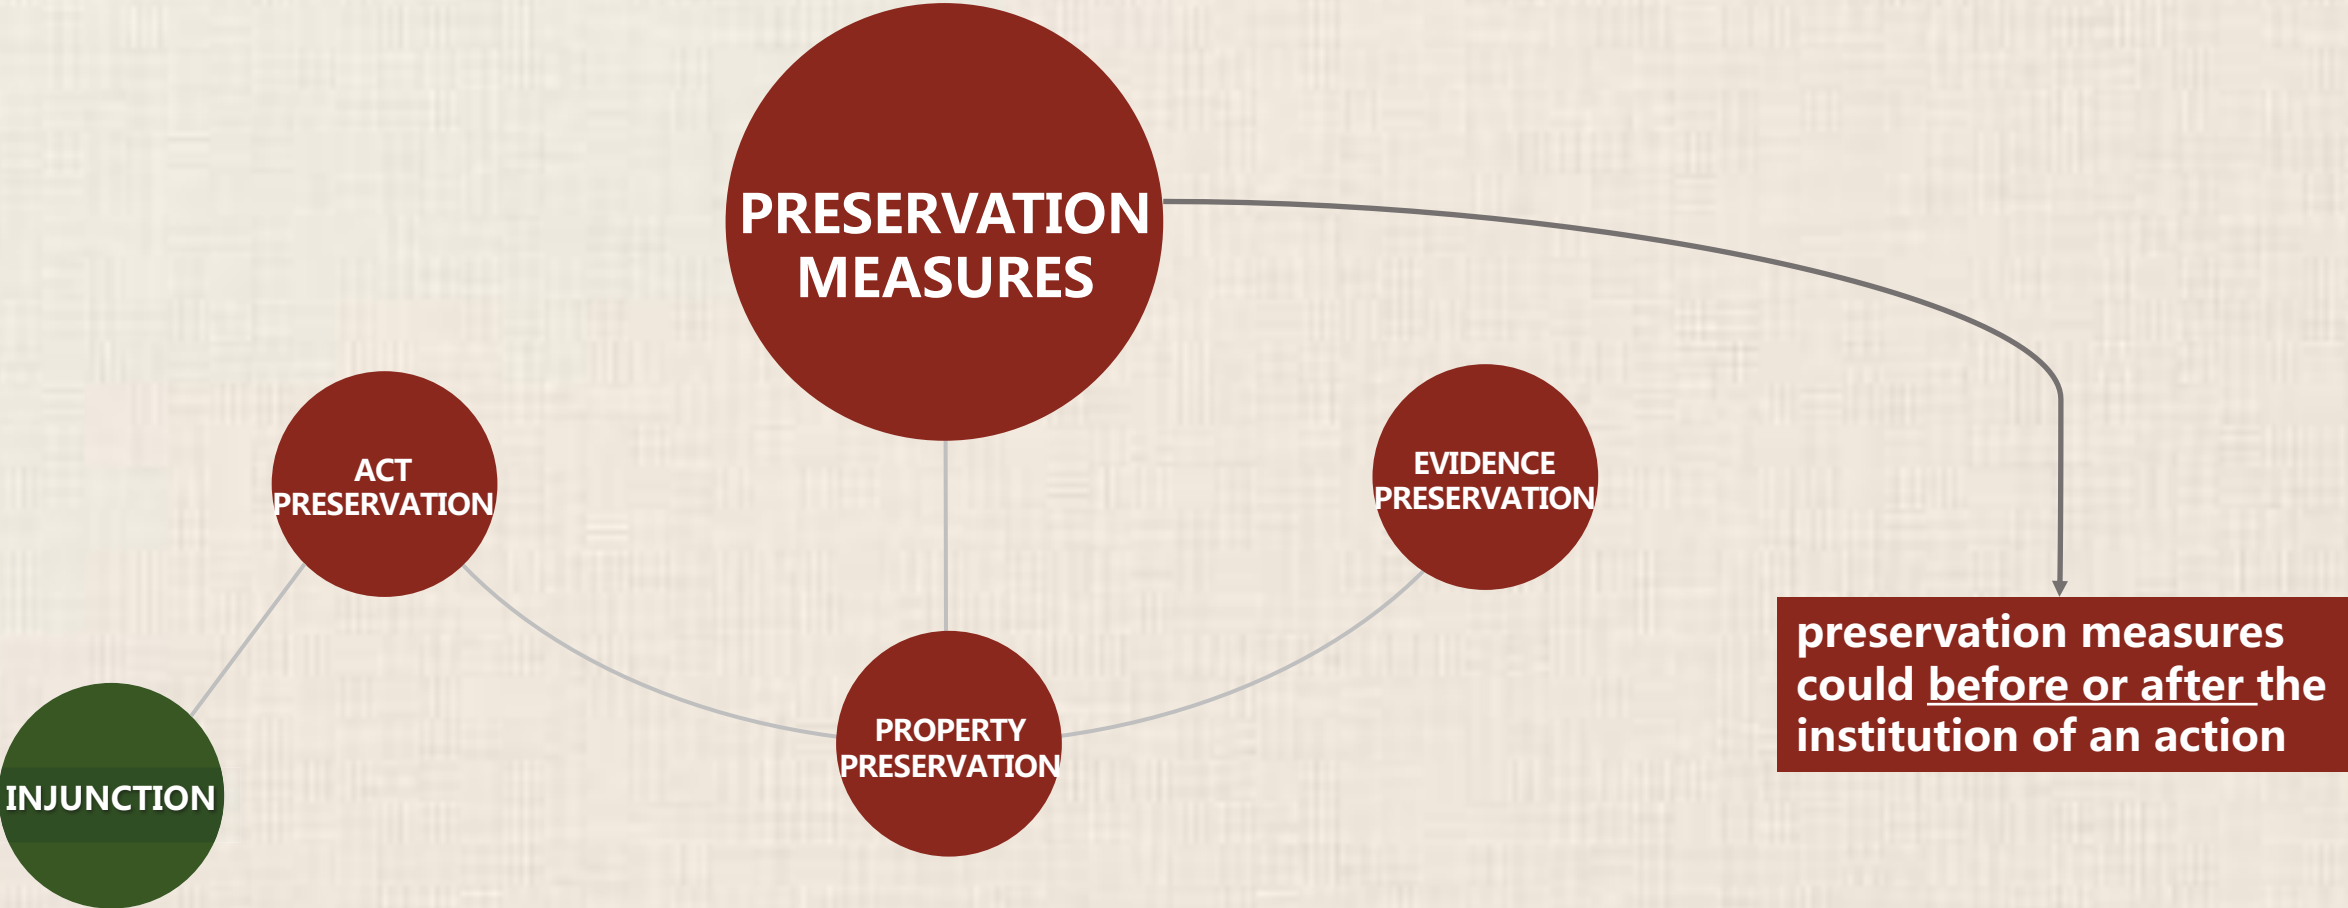 PRESERVATION
MEASURES
ACT
PRESERVATION
EVIDENCE
PRESERVATION
PROPERTY
PRESERVATION
INJUNCTION
preservation measures
could before or after the
institution of an action